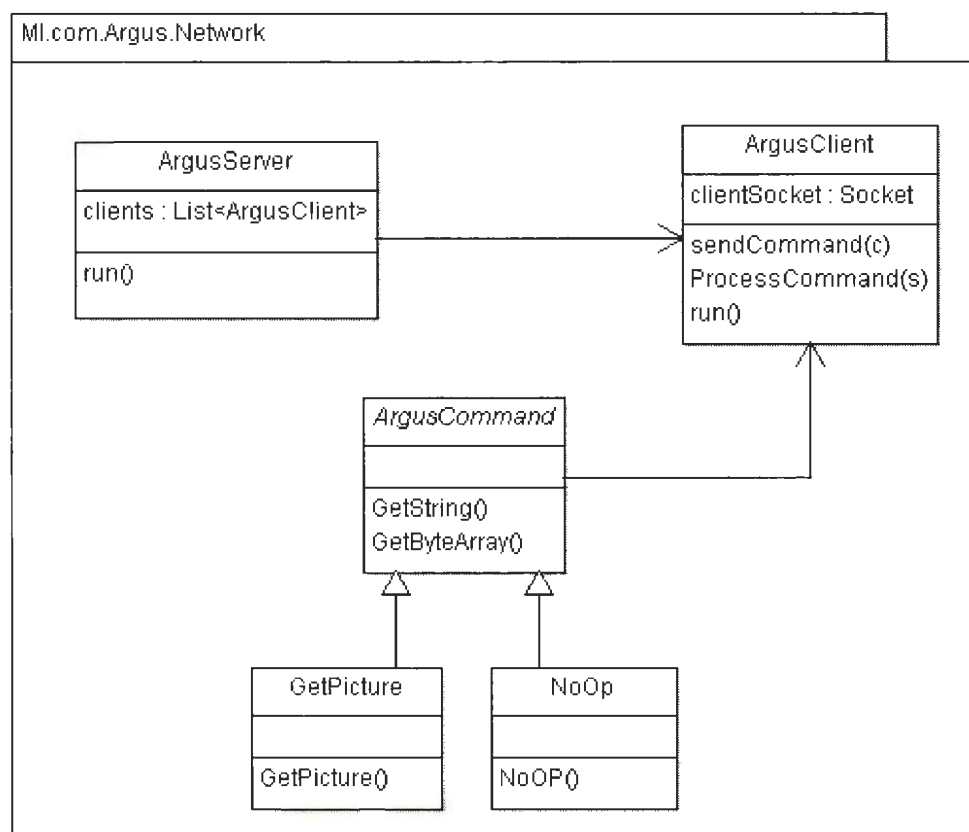 MI.com.Argus.Network
ArgusServer
clients : List<ArgusClient>
run()
ArgusClient
clientSocket : Socket
sendCommand(c)
ProcessCommand(s)
run()
ArgusCommand
GetString()
GetByteArray()
GetPicture
GetPicture()
NoOp
NoOP()